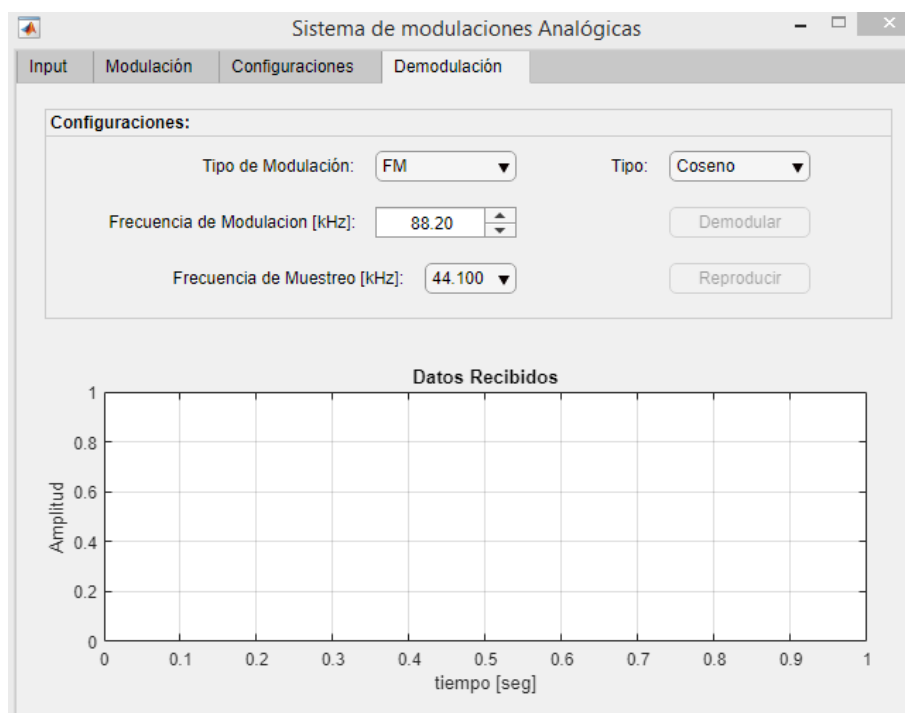 Sistema de modulaciones Analógicas
Input Modulación Configuraciones Demodulación
Configuraciones:
Tipo de Modulación: FM Tipo: Coseno
Frecuencia de Modulacion [kHz]: 88.20 Demodular
Frecuencia de Muestreo [kHz]: 44.100 Reproducir
Datos Recibidos
1
0.8
0.6
0.4
0.2
0
Amplitud
0 0.1 0.2 0.3 0.4 0.5 0.6 0.7 0.8 0.9 1
tiempo [seg]